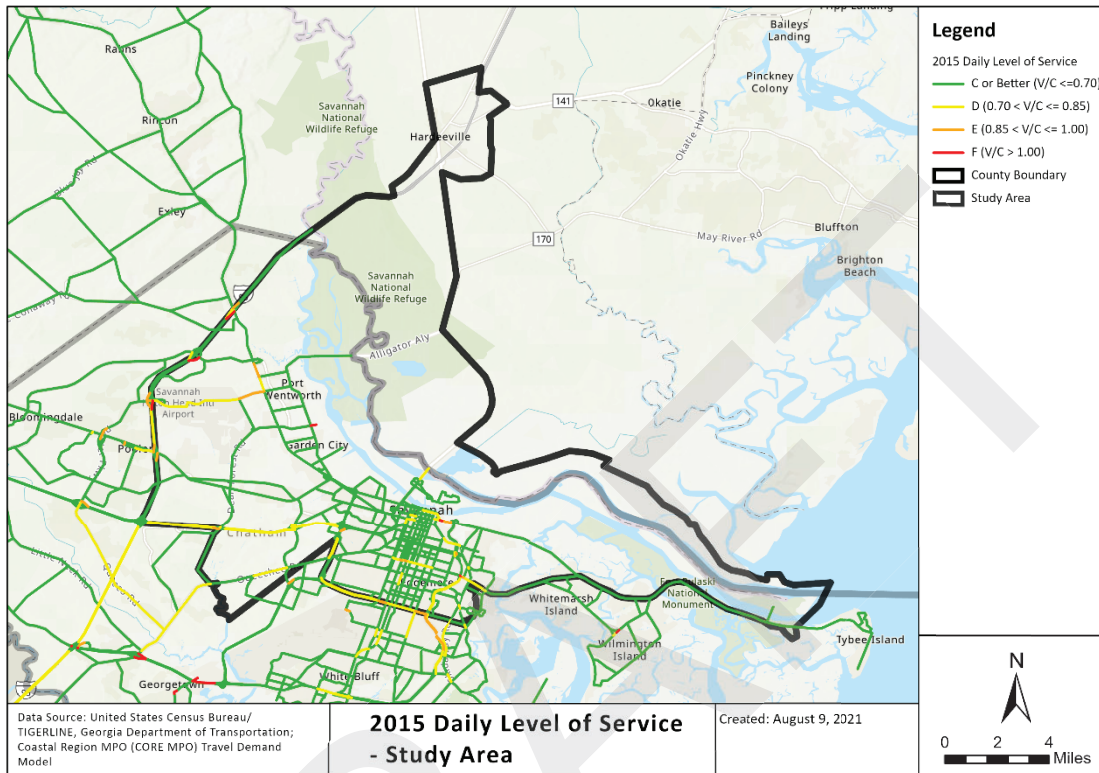 Baileys
Landing
Pinckney
Colony
Rahns
Savannah
National
Wildlife Refuge
141
Okatie
Okatie Hwy
Rincon
Hardeeville
Blue Jay Rd
Exley
170
May River Rd
Bluffton
Brighton
Beach
Savannah
National
Wildlife Refuge
Alligator Aly
Port
Wentworth
Savannah
Airport
Bloomingdale
Garden City
Savannah
Chatham
Whitemarsh
Island
National
Monument
Wilmington
Island
Tybee Island
Georgetown
White Bluff
Legend
2015 Daily Level of Service
C or Better (V/C <=0.70)
D (0.70 < V/C <= 0.85)
E (0.85 < V/C <= 1.00)
F (V/C > 1.00)
County Boundary
Study Area
N
0 2 4
Miles
Data Source: United States Census Bureau/
TIGERLINE, Georgia Department of Transportation;
Coastal Region MPO (CORE MPO) Travel Demand
Model
2015 Daily Level of Service
- Study Area
Created: August 9, 2021